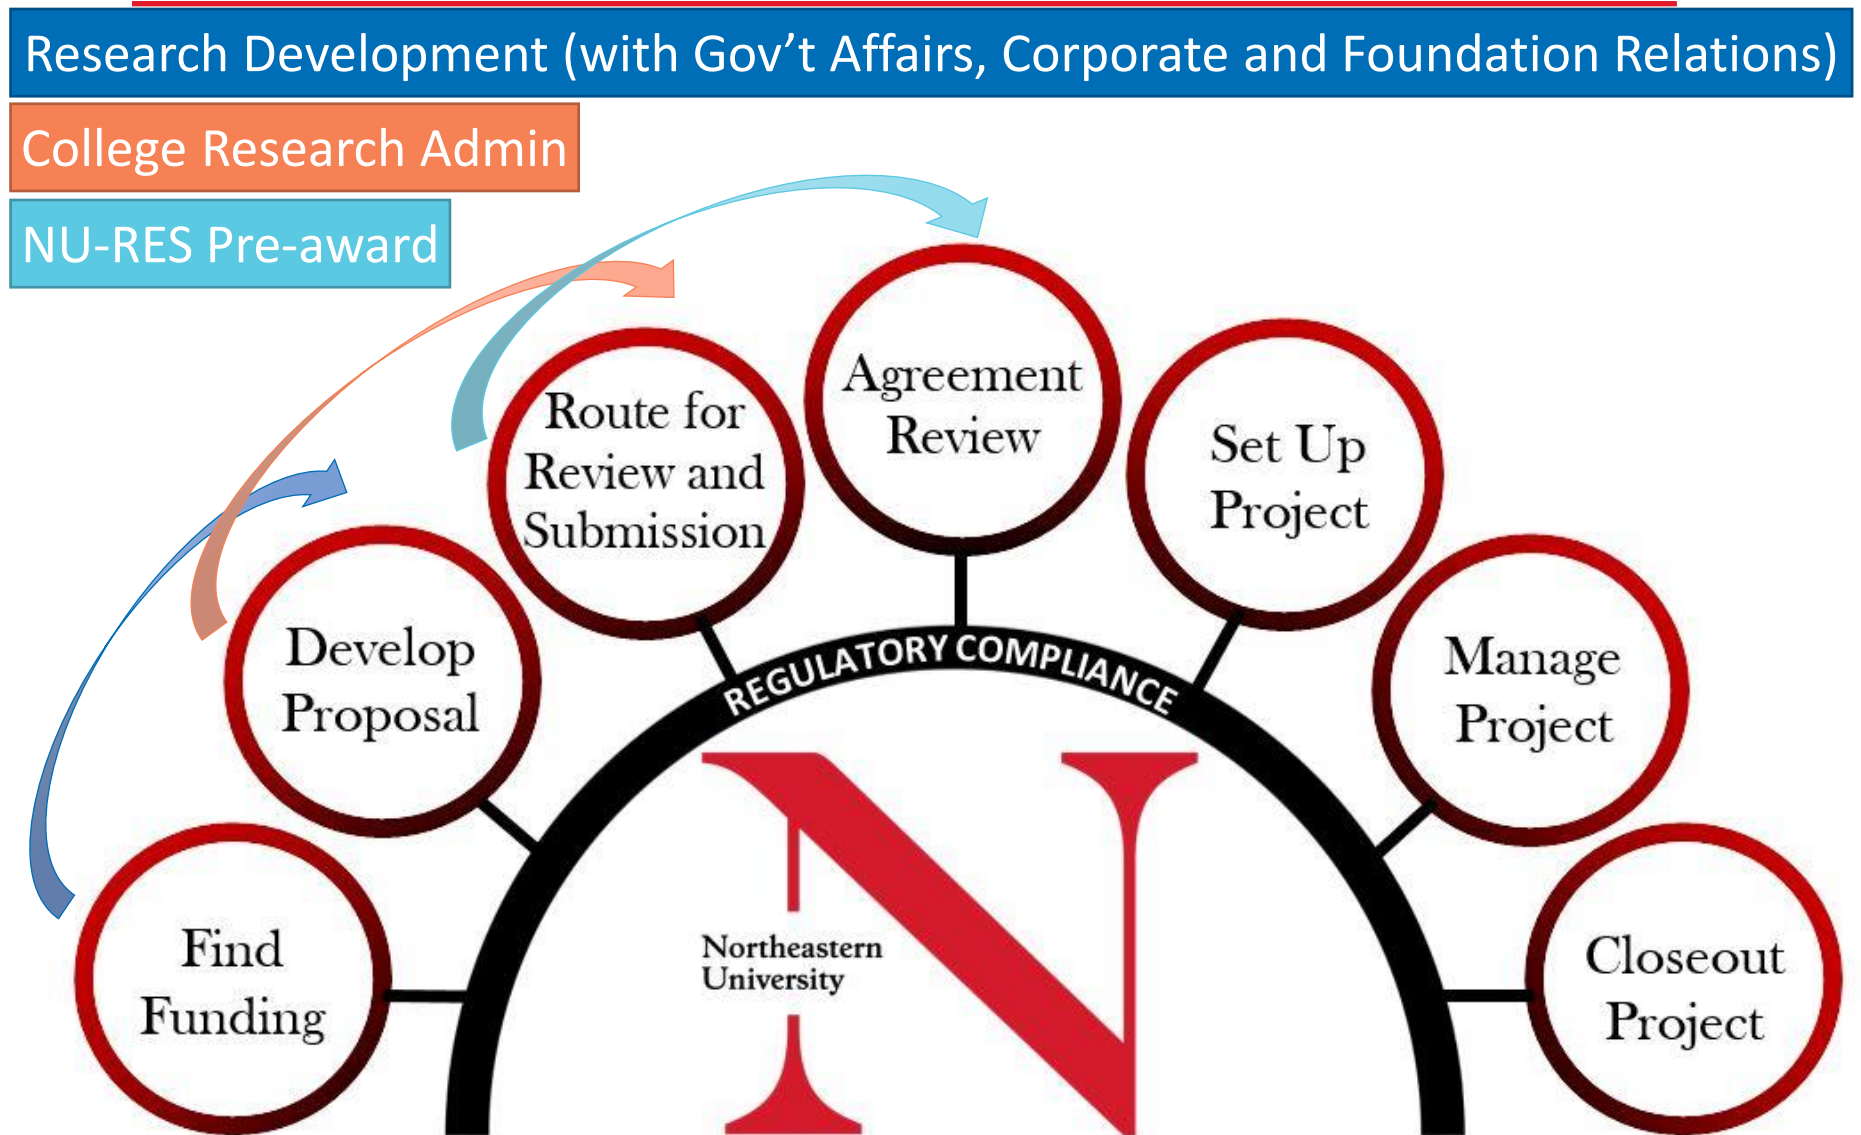 Research Development (with Gov’t Affairs, Corporate and Foundation Relations)
College Research Admin
NU-RES Pre-award
Find
Funding
Develop
Proposal
Route for
Review and
Submission
Agreement
Review
Set Up
Project
Manage
Project
Closeout
Project
REGULATORY COMPLIANCE
N
Northeastern
University